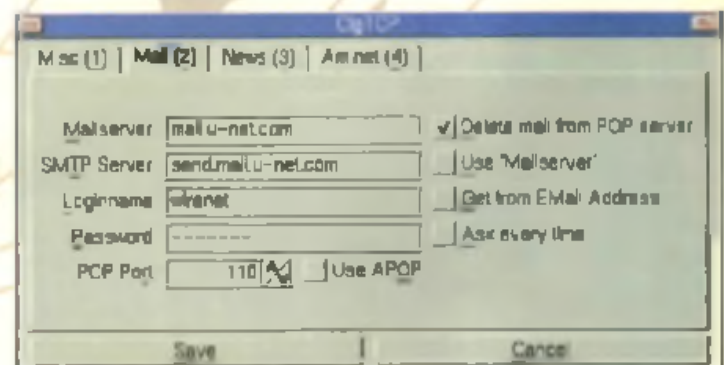 Misc (1) | Mail (2) | News (3) | Aminet (4)
Mailserver mail.u-net.com Delete mail from POP server
SMTP Server send.mail.u-net.com Use 'Mailserver'
Loginname wiranet Get from EMail Address
Password -------- Ask every time
POP Port 110 Use APOP
Save Cancel